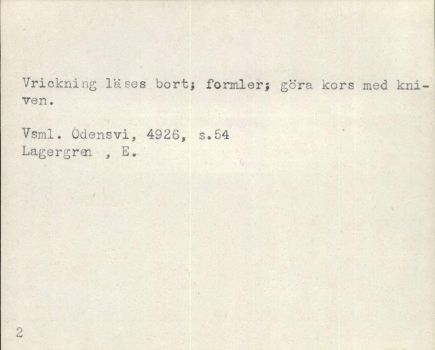 Vrickning läses bort; formler; göra kors med kni-
ven.
Vsml. Odensvi, 4926, s.54
Lagergren , E.
2